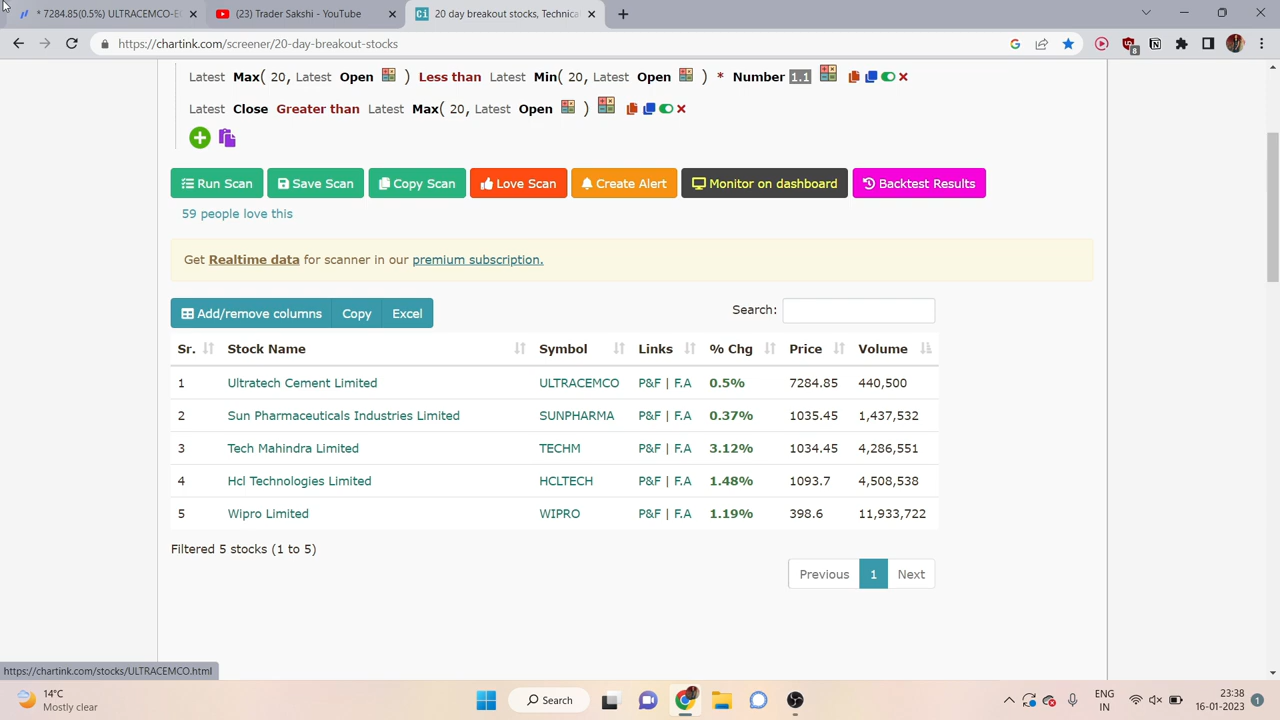 * 7284.85(0.5%) ULTRACEMCO-E
(23) Trader Sakshi - YouTube
20 day breakout stocks, Technica
https://chartink.com/screener/20-day-breakout-stocks
8
Latest Max( 20, Latest Open ) Less than Latest Min( 20, Latest Open ) * Number 1.1
Latest Close Greater than Latest Max( 20, Latest Open )
Run Scan Save Scan Copy Scan Love Scan Create Alert Monitor on dashboard Backtest Results
59 people love this
Get Realtime data for scanner in our premium subscription.
Add/remove columns Copy Excel Search:
Sr. Stock Name Symbol Links % Chg Price Volume
1 Ultratech Cement Limited ULTRACEMCO P&F | F.A 0.5% 7284.85 440,500
2 Sun Pharmaceuticals Industries Limited SUNPHARMA P&F | F.A 0.37% 1035.45 1,437,532
3 Tech Mahindra Limited TECHM P&F | F.A 3.12% 1034.45 4,286,551
4 Hcl Technologies Limited HCLTECH P&F | F.A 1.48% 1093.7 4,508,538
5 Wipro Limited WIPRO P&F | F.A 1.19% 398.6 11,933,722
Filtered 5 stocks (1 to 5)
Previous 1 Next
https://chartink.com/stocks/ULTRACEMCO.html
14°C
Mostly clear
Search
ENG
IN
23:38
16-01-2023
1